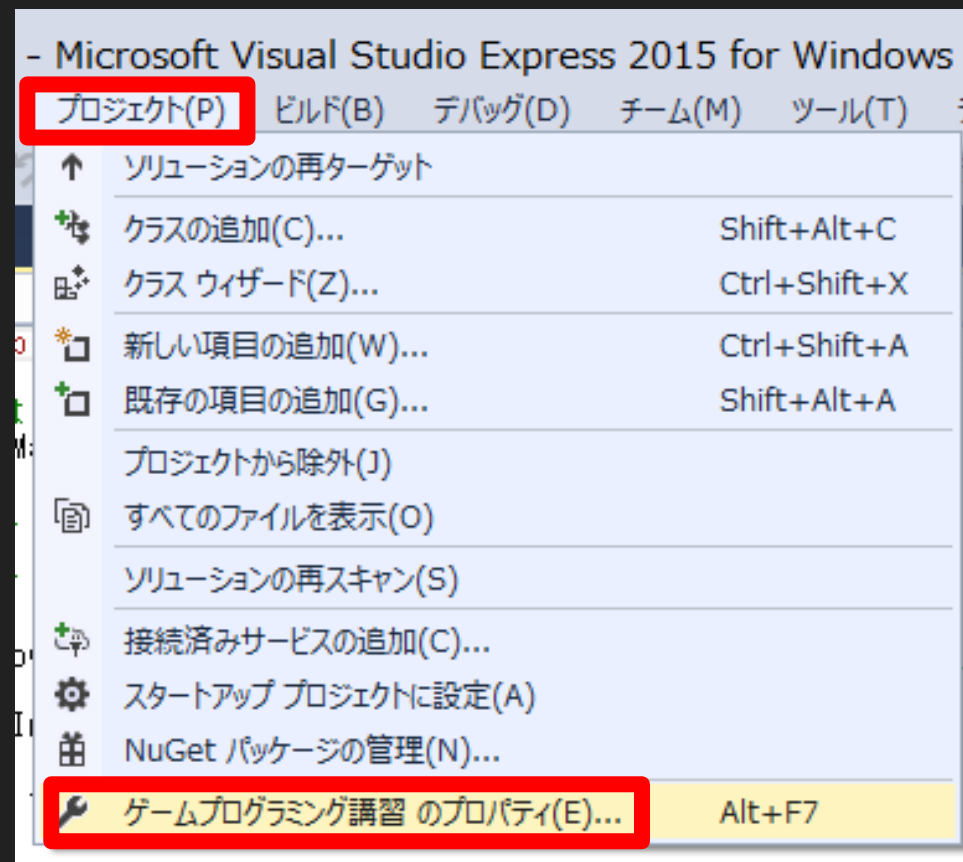 - Microsoft Visual Studio Express 2015 for Windows
プロジェクト(P) ビルド(B) デバッグ(D) チーム(M) ツール(T)
ソリューションの再ターゲット
クラスの追加(C)... Shift+Alt+C
クラス ウィザード(Z)... Ctrl+Shift+X
新しい項目の追加(W)... Ctrl+Shift+A
既存の項目の追加(G)... Shift+Alt+A
プロジェクトから除外(J)
すべてのファイルを表示(O)
ソリューションの再スキャン(S)
接続済みサービスの追加(C)...
スタートアップ プロジェクトに設定(A)
NuGet パッケージの管理(N)...
ゲームプログラミング講習 のプロパティ(E)... Alt+F7